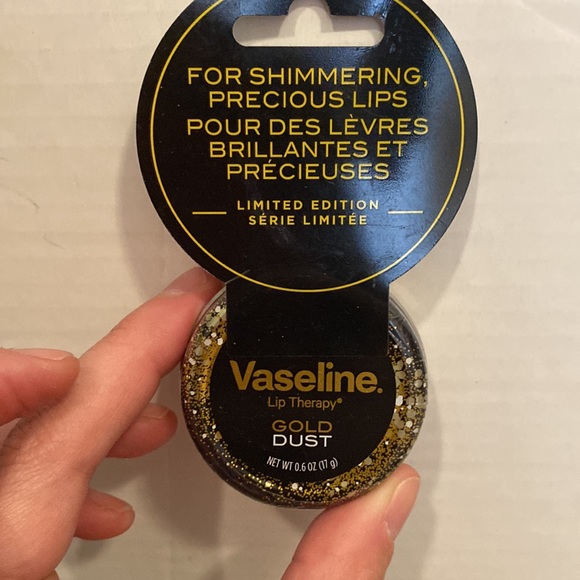 FOR SHIMMERING,
PRECIOUS LIPS
POUR DES LÈVRES
BRILLANTES ET
PRÉCIEUSES
LIMITED EDITION
SÉRIE LIMITÉE
Vaseline.
Lip Therapy®
GOLD
DUST
NET WT 0.6 OZ (17 g)